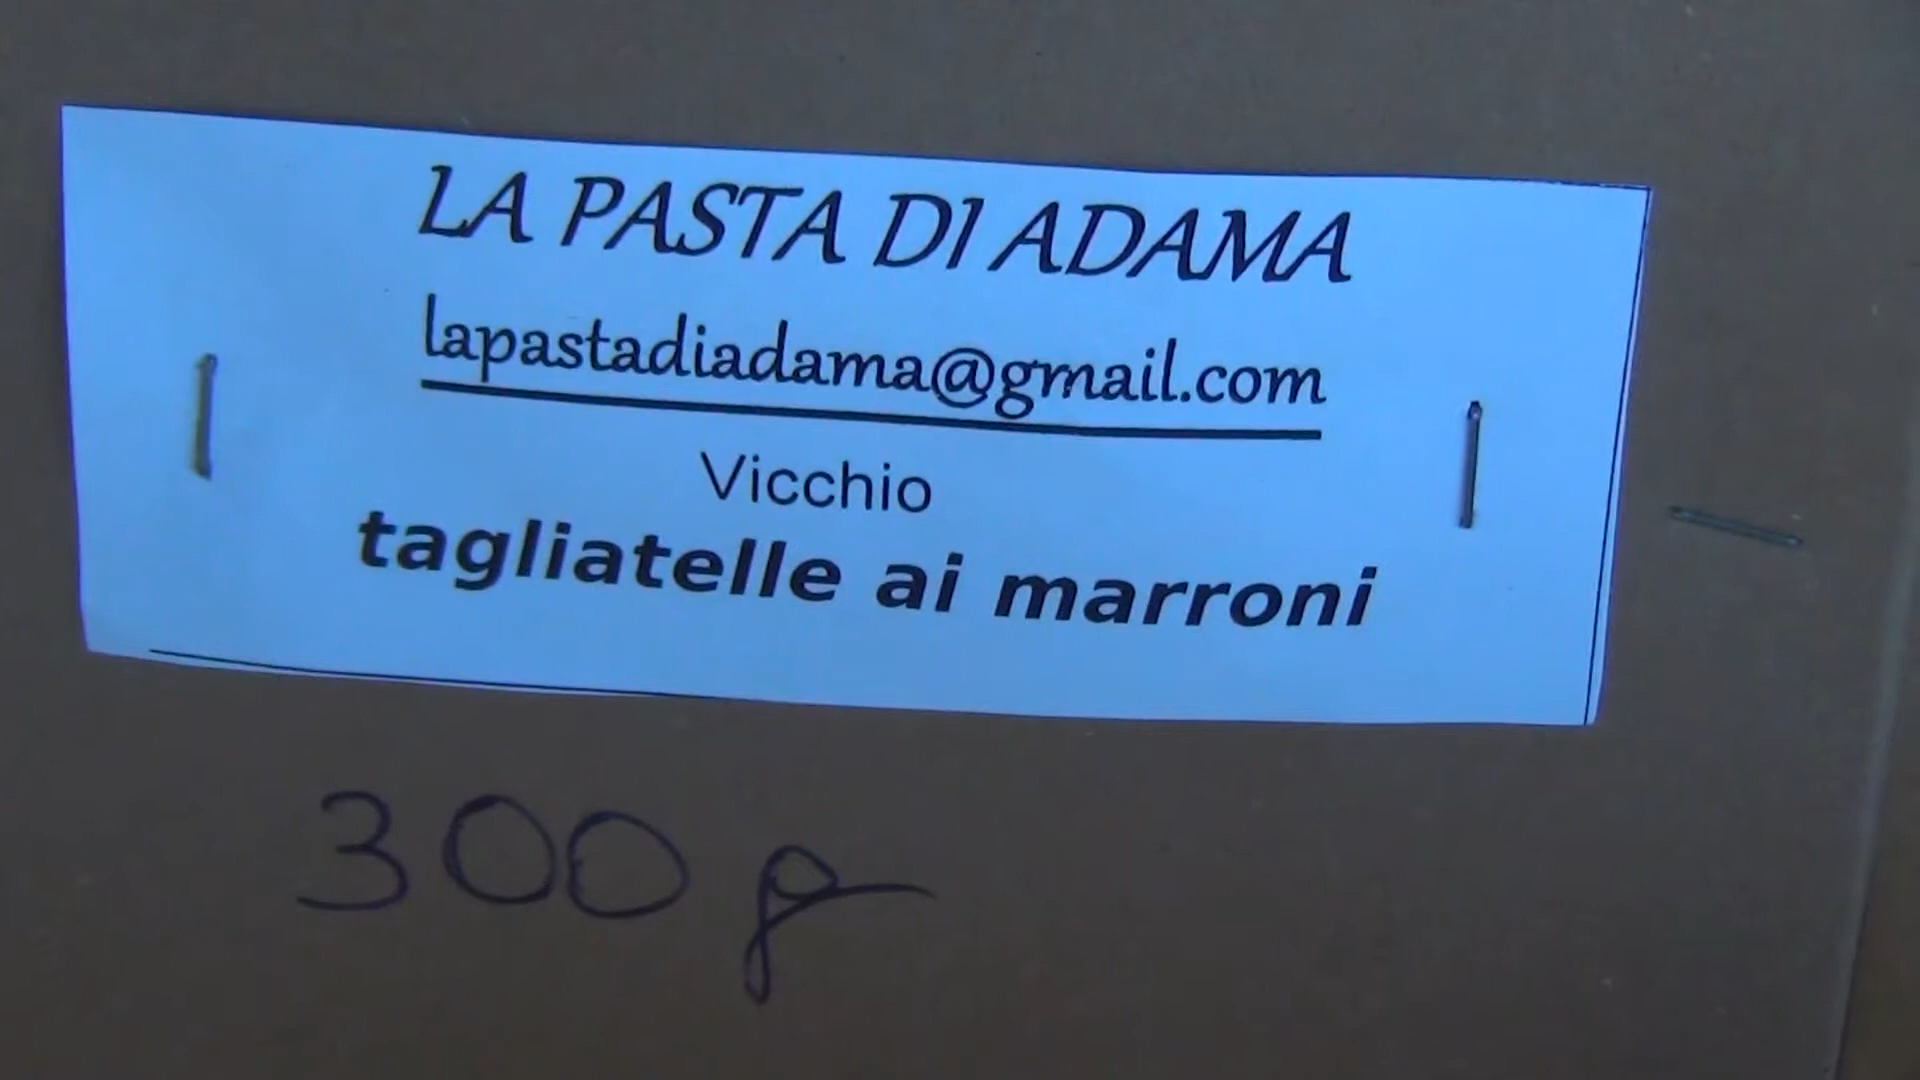 LA PASTA DI ADAMA
lapastadiadama@gmail.com
Vicchio
tagliatelle ai marroni
300 g